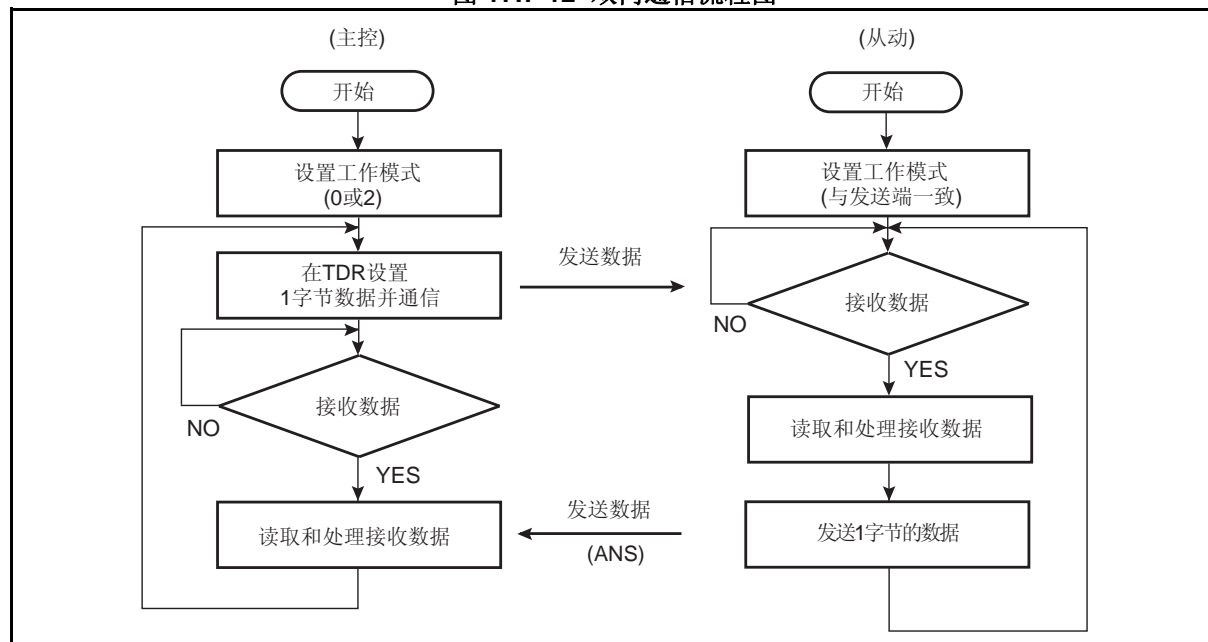 (主控)
开始
设置工作模式
(0或2)
在TDR设置
1字节数据并通信
接收数据
NO
YES
读取和处理接收数据
发送数据
发送数据
(ANS)
(从动)
开始
设置工作模式
(与发送端一致)
接收数据
NO
YES
读取和处理接收数据
发送1字节的数据